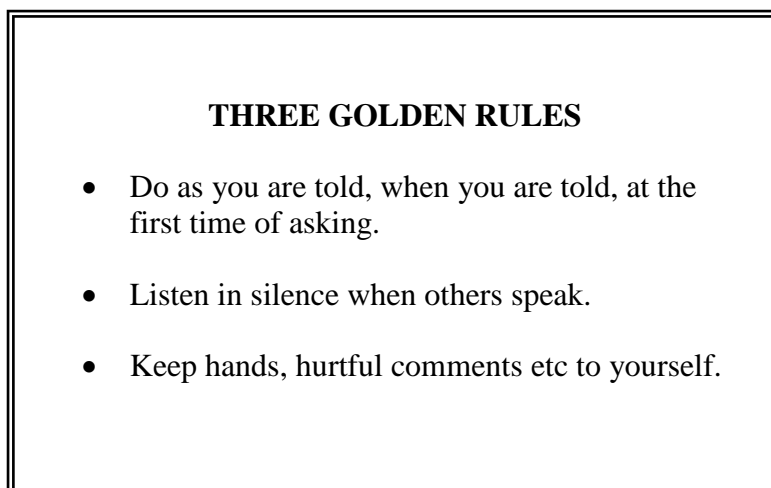 THREE GOLDEN RULES
• Do as you are told, when you are told, at the
first time of asking.
• Listen in silence when others speak.
• Keep hands, hurtful comments etc to yourself.